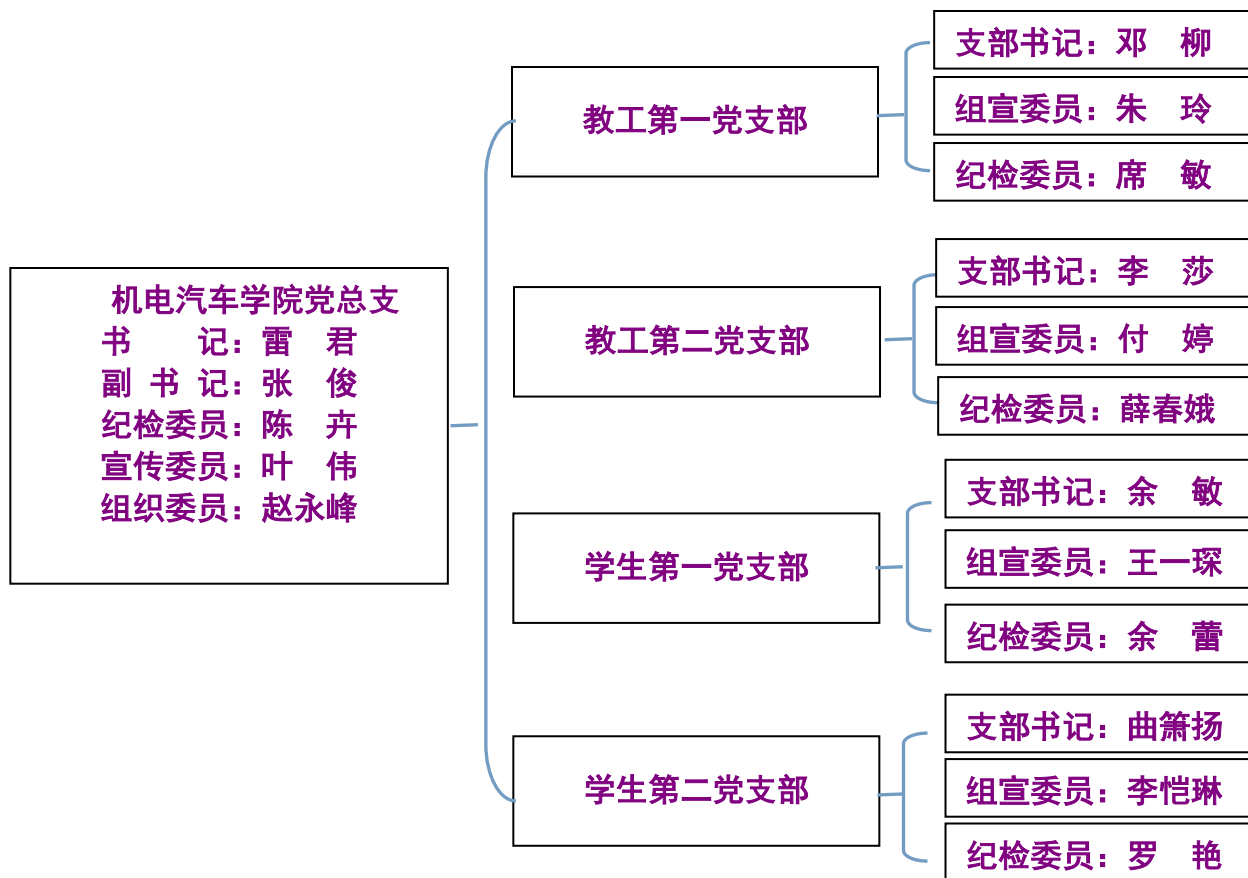 机电汽车学院党总支
书 记：雷 君
副 书 记：张 俊
纪检委员：陈 卉
宣传委员：叶 伟
组织委员：赵永峰
教工第一党支部
支部书记：邓 柳
组宣委员：朱 玲
纪检委员：席 敏
教工第二党支部
支部书记：李 莎
组宣委员：付 婷
纪检委员：薛春娥
学生第一党支部
支部书记：余 敏
组宣委员：王一琛
纪检委员：余 蕾
学生第二党支部
支部书记：曲箫扬
组宣委员：李恺琳
纪检委员：罗 艳